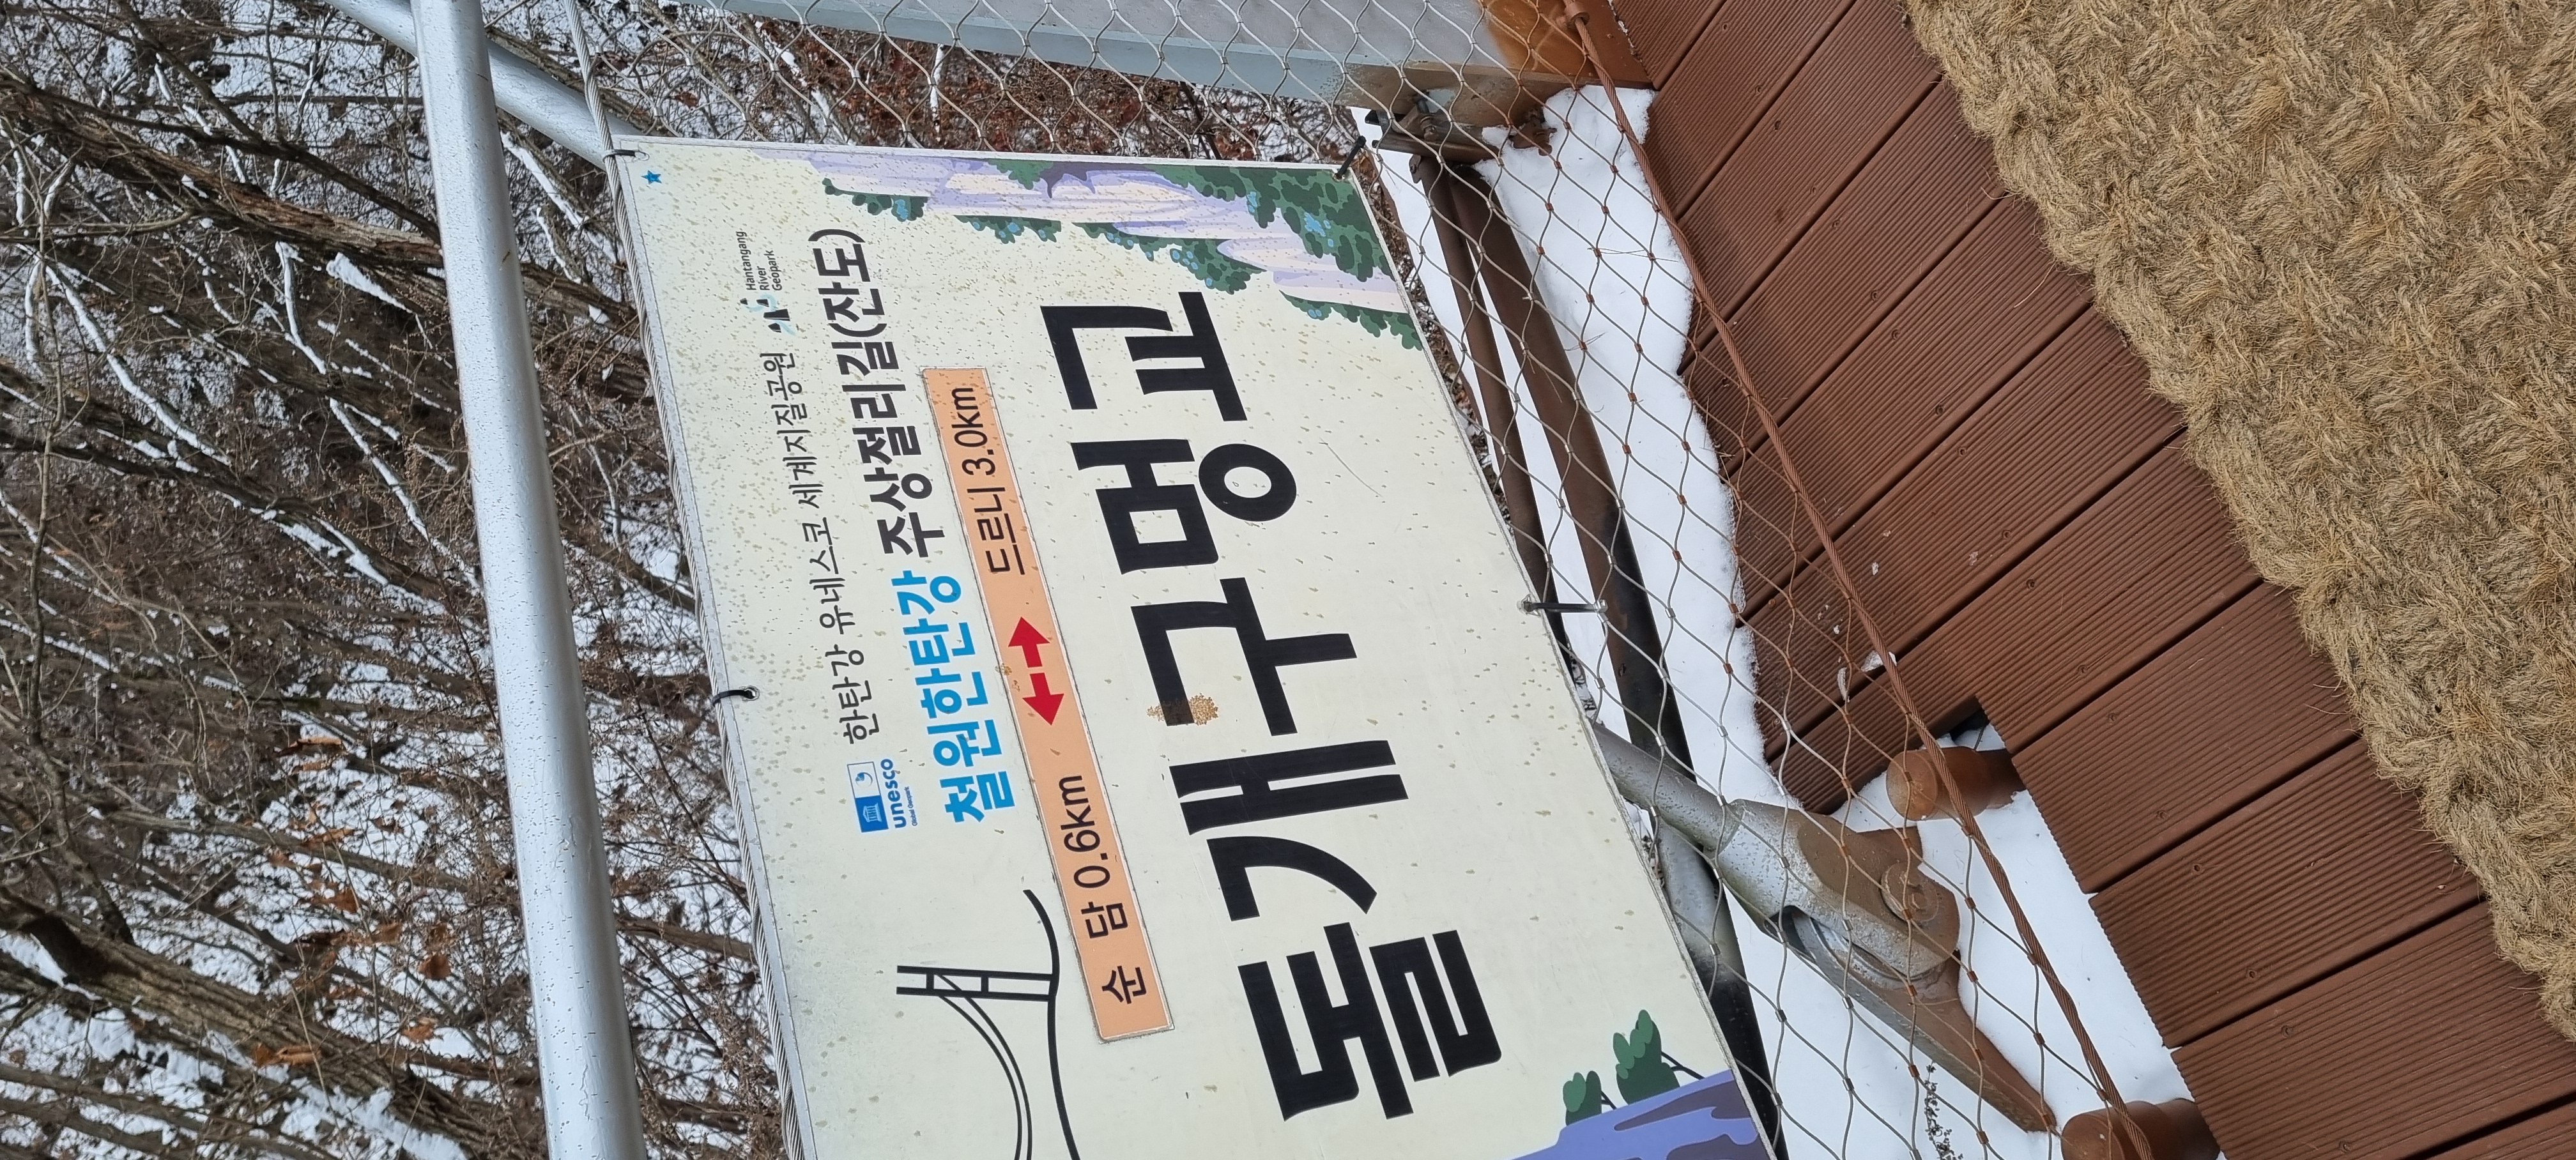 한탄강 유네스코 세계지질공원
unesco
Global Geopark
Hantangang
River
Geopark
철원한탄강 주상절리길(잔도)
순 담 0.6km ↔ 드르니 3.0km
돌개구멍교